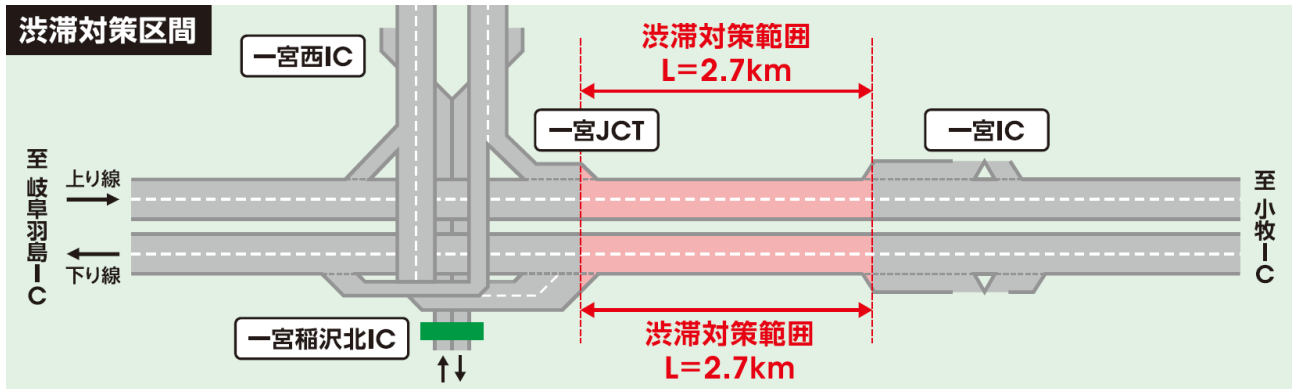 渋滞対策区間
一宮西IC
渋滞対策範囲
L=2.7km
一宮JCT
一宮IC
至 岐阜羽島IC
上り線
下り線
至 小牧IC
一宮稲沢北IC
渋滞対策範囲
L=2.7km